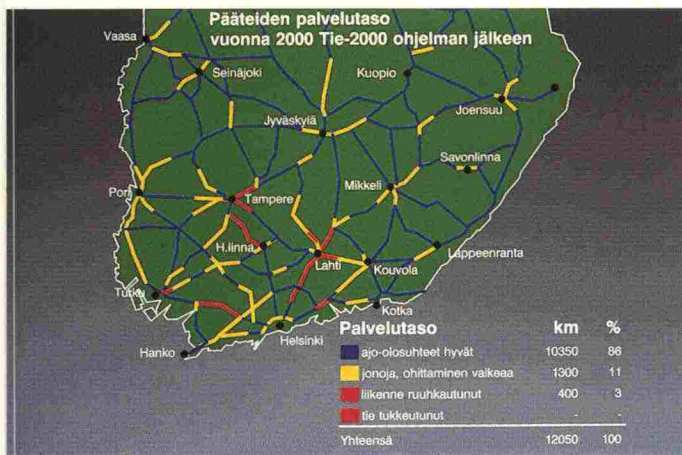 Pääteiden palvelutaso
vuonna 2000 Tie-2000 ohjelman jälkeen
Vaasa
Seinäjoki
Kuopio
Joensuu
Jyväskylä
Savonlinna
Mikkeli
Pori
Tampere
H.linna
Lahti
Kouvola
Lappeenranta
Turku
Kotka
Helsinki
Hanko
Palvelutaso km %
ajo-olosuhteet hyvät 10350 86
jonoja, ohittaminen vaikeaa 1300 11
liikenne ruuhkautunut 400 3
tie tukkeutunut - -
Yhteensä 12050 100